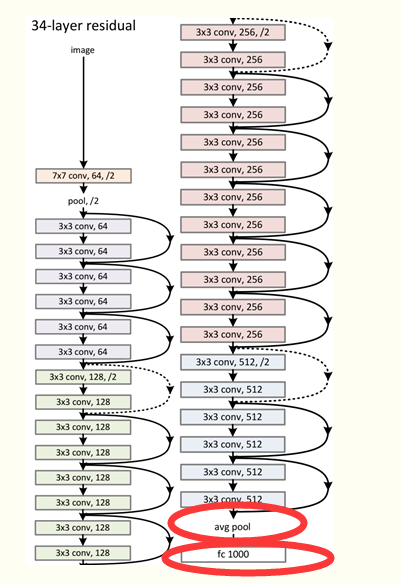 34-layer residual
image
7x7 conv, 64, /2
pool, /2
3x3 conv, 64
3x3 conv, 64
3x3 conv, 64
3x3 conv, 64
3x3 conv, 64
3x3 conv, 64
3x3 conv, 128, /2
3x3 conv, 128
3x3 conv, 128
3x3 conv, 128
3x3 conv, 128
3x3 conv, 128
3x3 conv, 128
3x3 conv, 128
3x3 conv, 256, /2
3x3 conv, 256
3x3 conv, 256
3x3 conv, 256
3x3 conv, 256
3x3 conv, 256
3x3 conv, 256
3x3 conv, 256
3x3 conv, 256
3x3 conv, 256
3x3 conv, 256
3x3 conv, 256
3x3 conv, 512, /2
3x3 conv, 512
3x3 conv, 512
3x3 conv, 512
3x3 conv, 512
3x3 conv, 512
avg pool
fc 1000